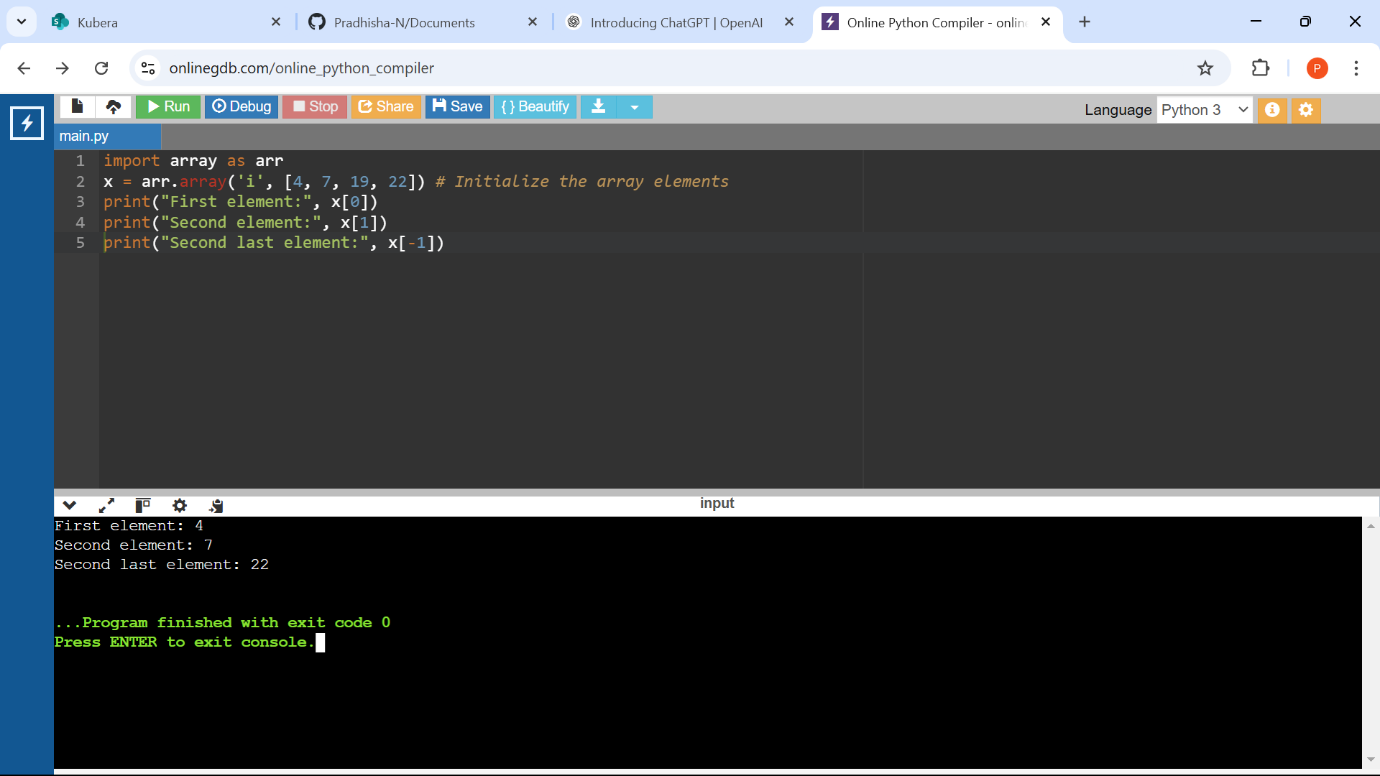 Kubera
Pradhisha-N/Documents
Introducing ChatGPT | OpenAI
Online Python Compiler - onlin
onlinegdb.com/online_python_compiler
P
Run Debug Stop Share Save { } Beautify
Language Python 3
main.py
1 import array as arr
2 x = arr.array('i', [4, 7, 19, 22]) # Initialize the array elements
3 print("First element:", x[0])
4 print("Second element:", x[1])
5 print("Second last element:", x[-1])
input
First element: 4
Second element: 7
Second last element: 22
...Program finished with exit code 0
Press ENTER to exit console.